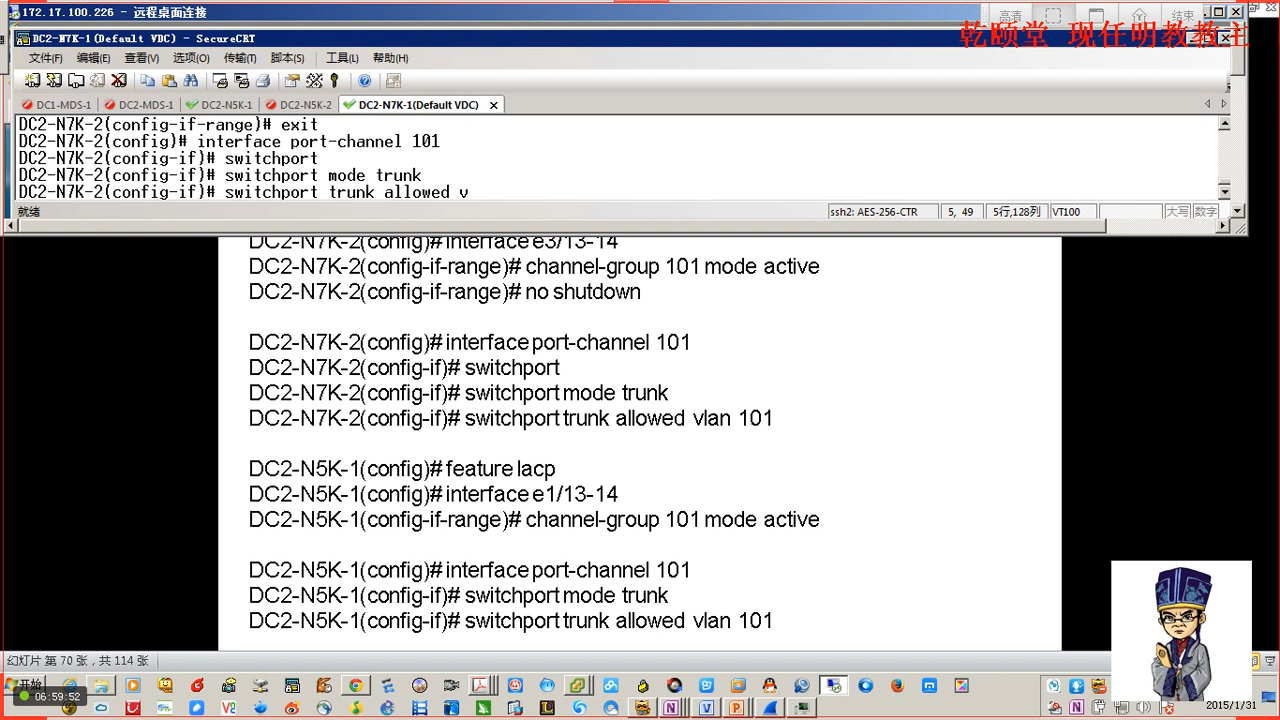 172.17.100.226 - 远程桌面连接
高清
结束
乾颐堂 现任明教教主
DC2-N7K-1(Default VDC) - SecureCRT
文件(F) 编辑(E) 查看(V) 选项(O) 传输(T) 脚本(S) 工具(L) 帮助(H)
DC1-MDS-1 DC2-MDS-1 DC2-N5K-1 DC2-N5K-2 DC2-N7K-1(Default VDC)
DC2-N7K-2(config-if-range)# exit
DC2-N7K-2(config)# interface port-channel 101
DC2-N7K-2(config-if)# switchport
DC2-N7K-2(config-if)# switchport mode trunk
DC2-N7K-2(config-if)# switchport trunk allowed v
就绪 ssh2: AES-256-CTR 5, 49 5行,128列 VT100 大写 数字
DC2-N7K-2(config)# interface e3/13-14
DC2-N7K-2(config-if-range)# channel-group 101 mode active
DC2-N7K-2(config-if-range)# no shutdown
DC2-N7K-2(config)# interface port-channel 101
DC2-N7K-2(config-if)# switchport
DC2-N7K-2(config-if)# switchport mode trunk
DC2-N7K-2(config-if)# switchport trunk allowed vlan 101
DC2-N5K-1(config)# feature lacp
DC2-N5K-1(config)# interface e1/13-14
DC2-N5K-1(config-if-range)# channel-group 101 mode active
DC2-N5K-1(config)# interface port-channel 101
DC2-N5K-1(config-if)# switchport mode trunk
DC2-N5K-1(config-if)# switchport trunk allowed vlan 101
幻灯片 第 70 张，共 114 张
开始
06:59:52
2015/1/31